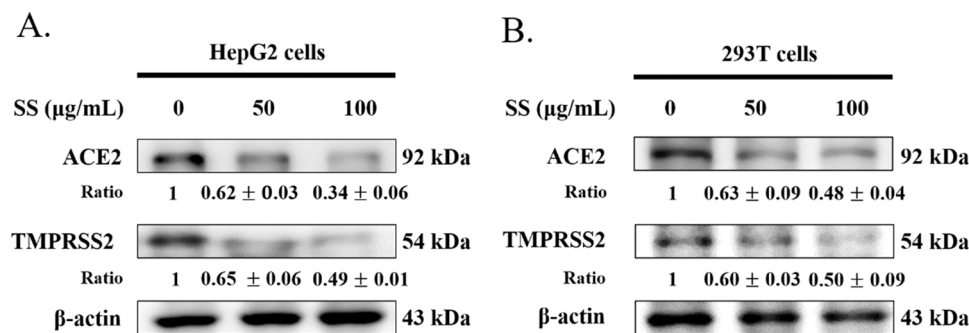 A.
HepG2 cells
SS (μg/mL) 0 50 100
ACE2 92 kDa
Ratio 1 0.62 ± 0.03 0.34 ± 0.06
TMPRSS2 54 kDa
Ratio 1 0.65 ± 0.06 0.49 ± 0.01
β-actin 43 kDa
B.
293T cells
SS (μg/mL) 0 50 100
ACE2 92 kDa
Ratio 1 0.63 ± 0.09 0.48 ± 0.04
TMPRSS2 54 kDa
Ratio 1 0.60 ± 0.03 0.50 ± 0.09
β-actin 43 kDa